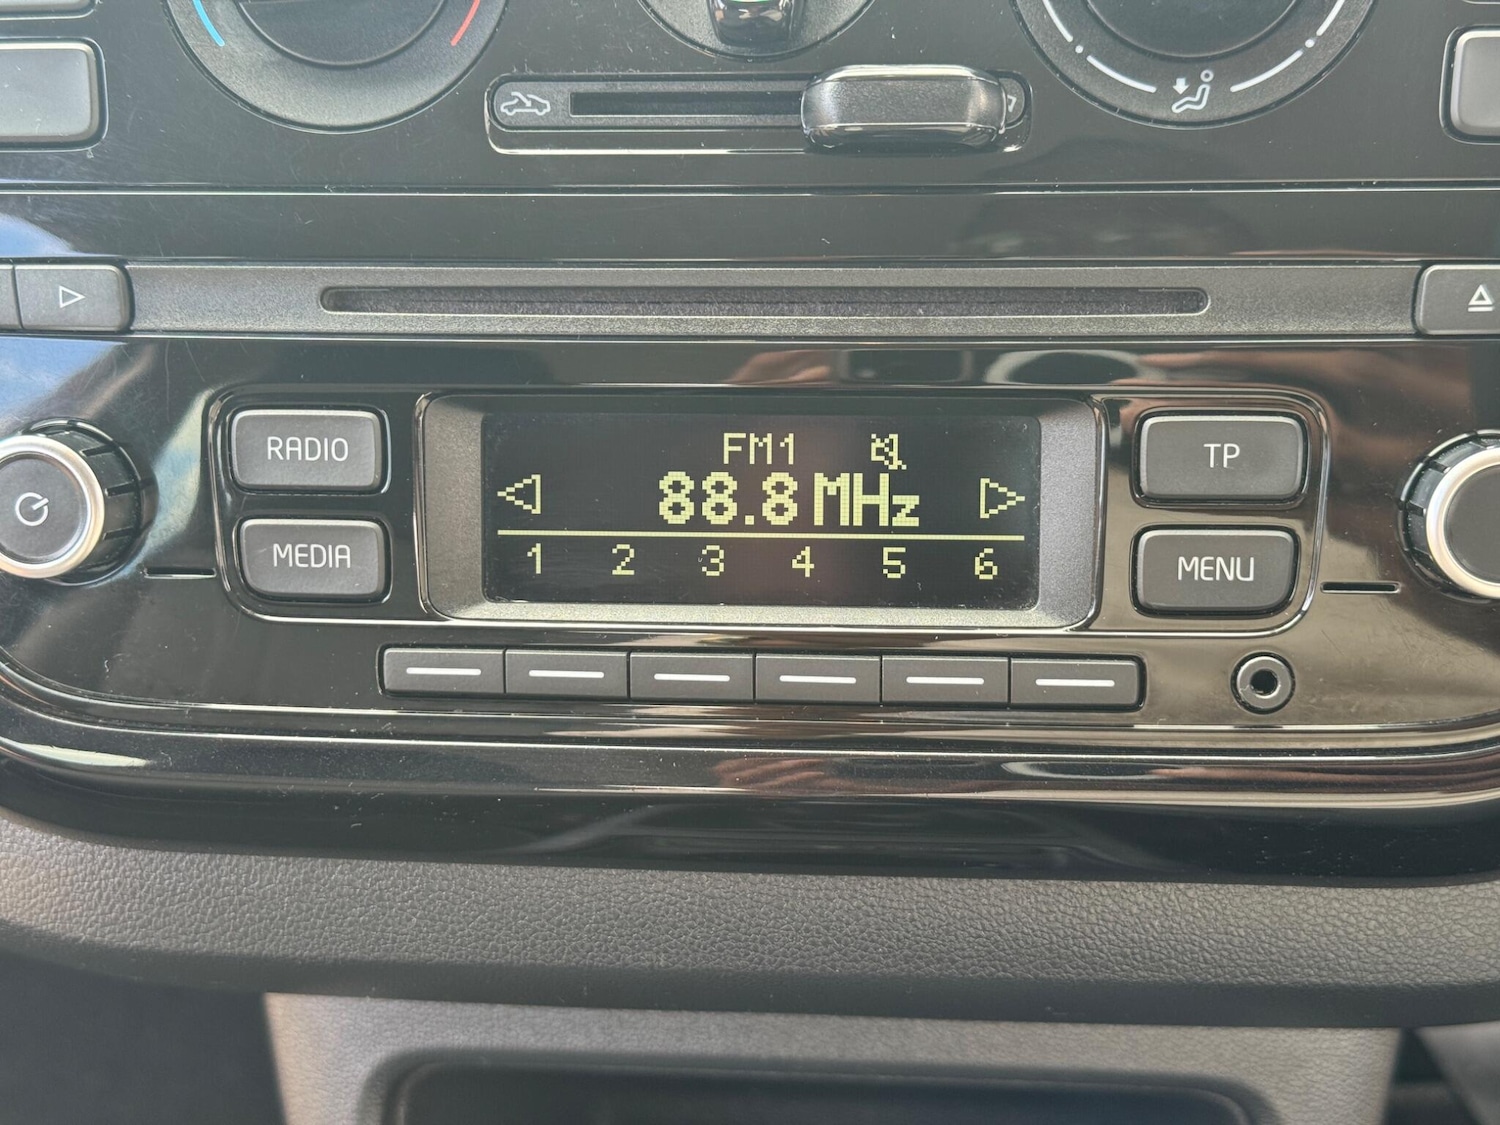 RADIO
MEDIA
FM1
88.8 MHz
1 2 3 4 5 6
TP
MENU